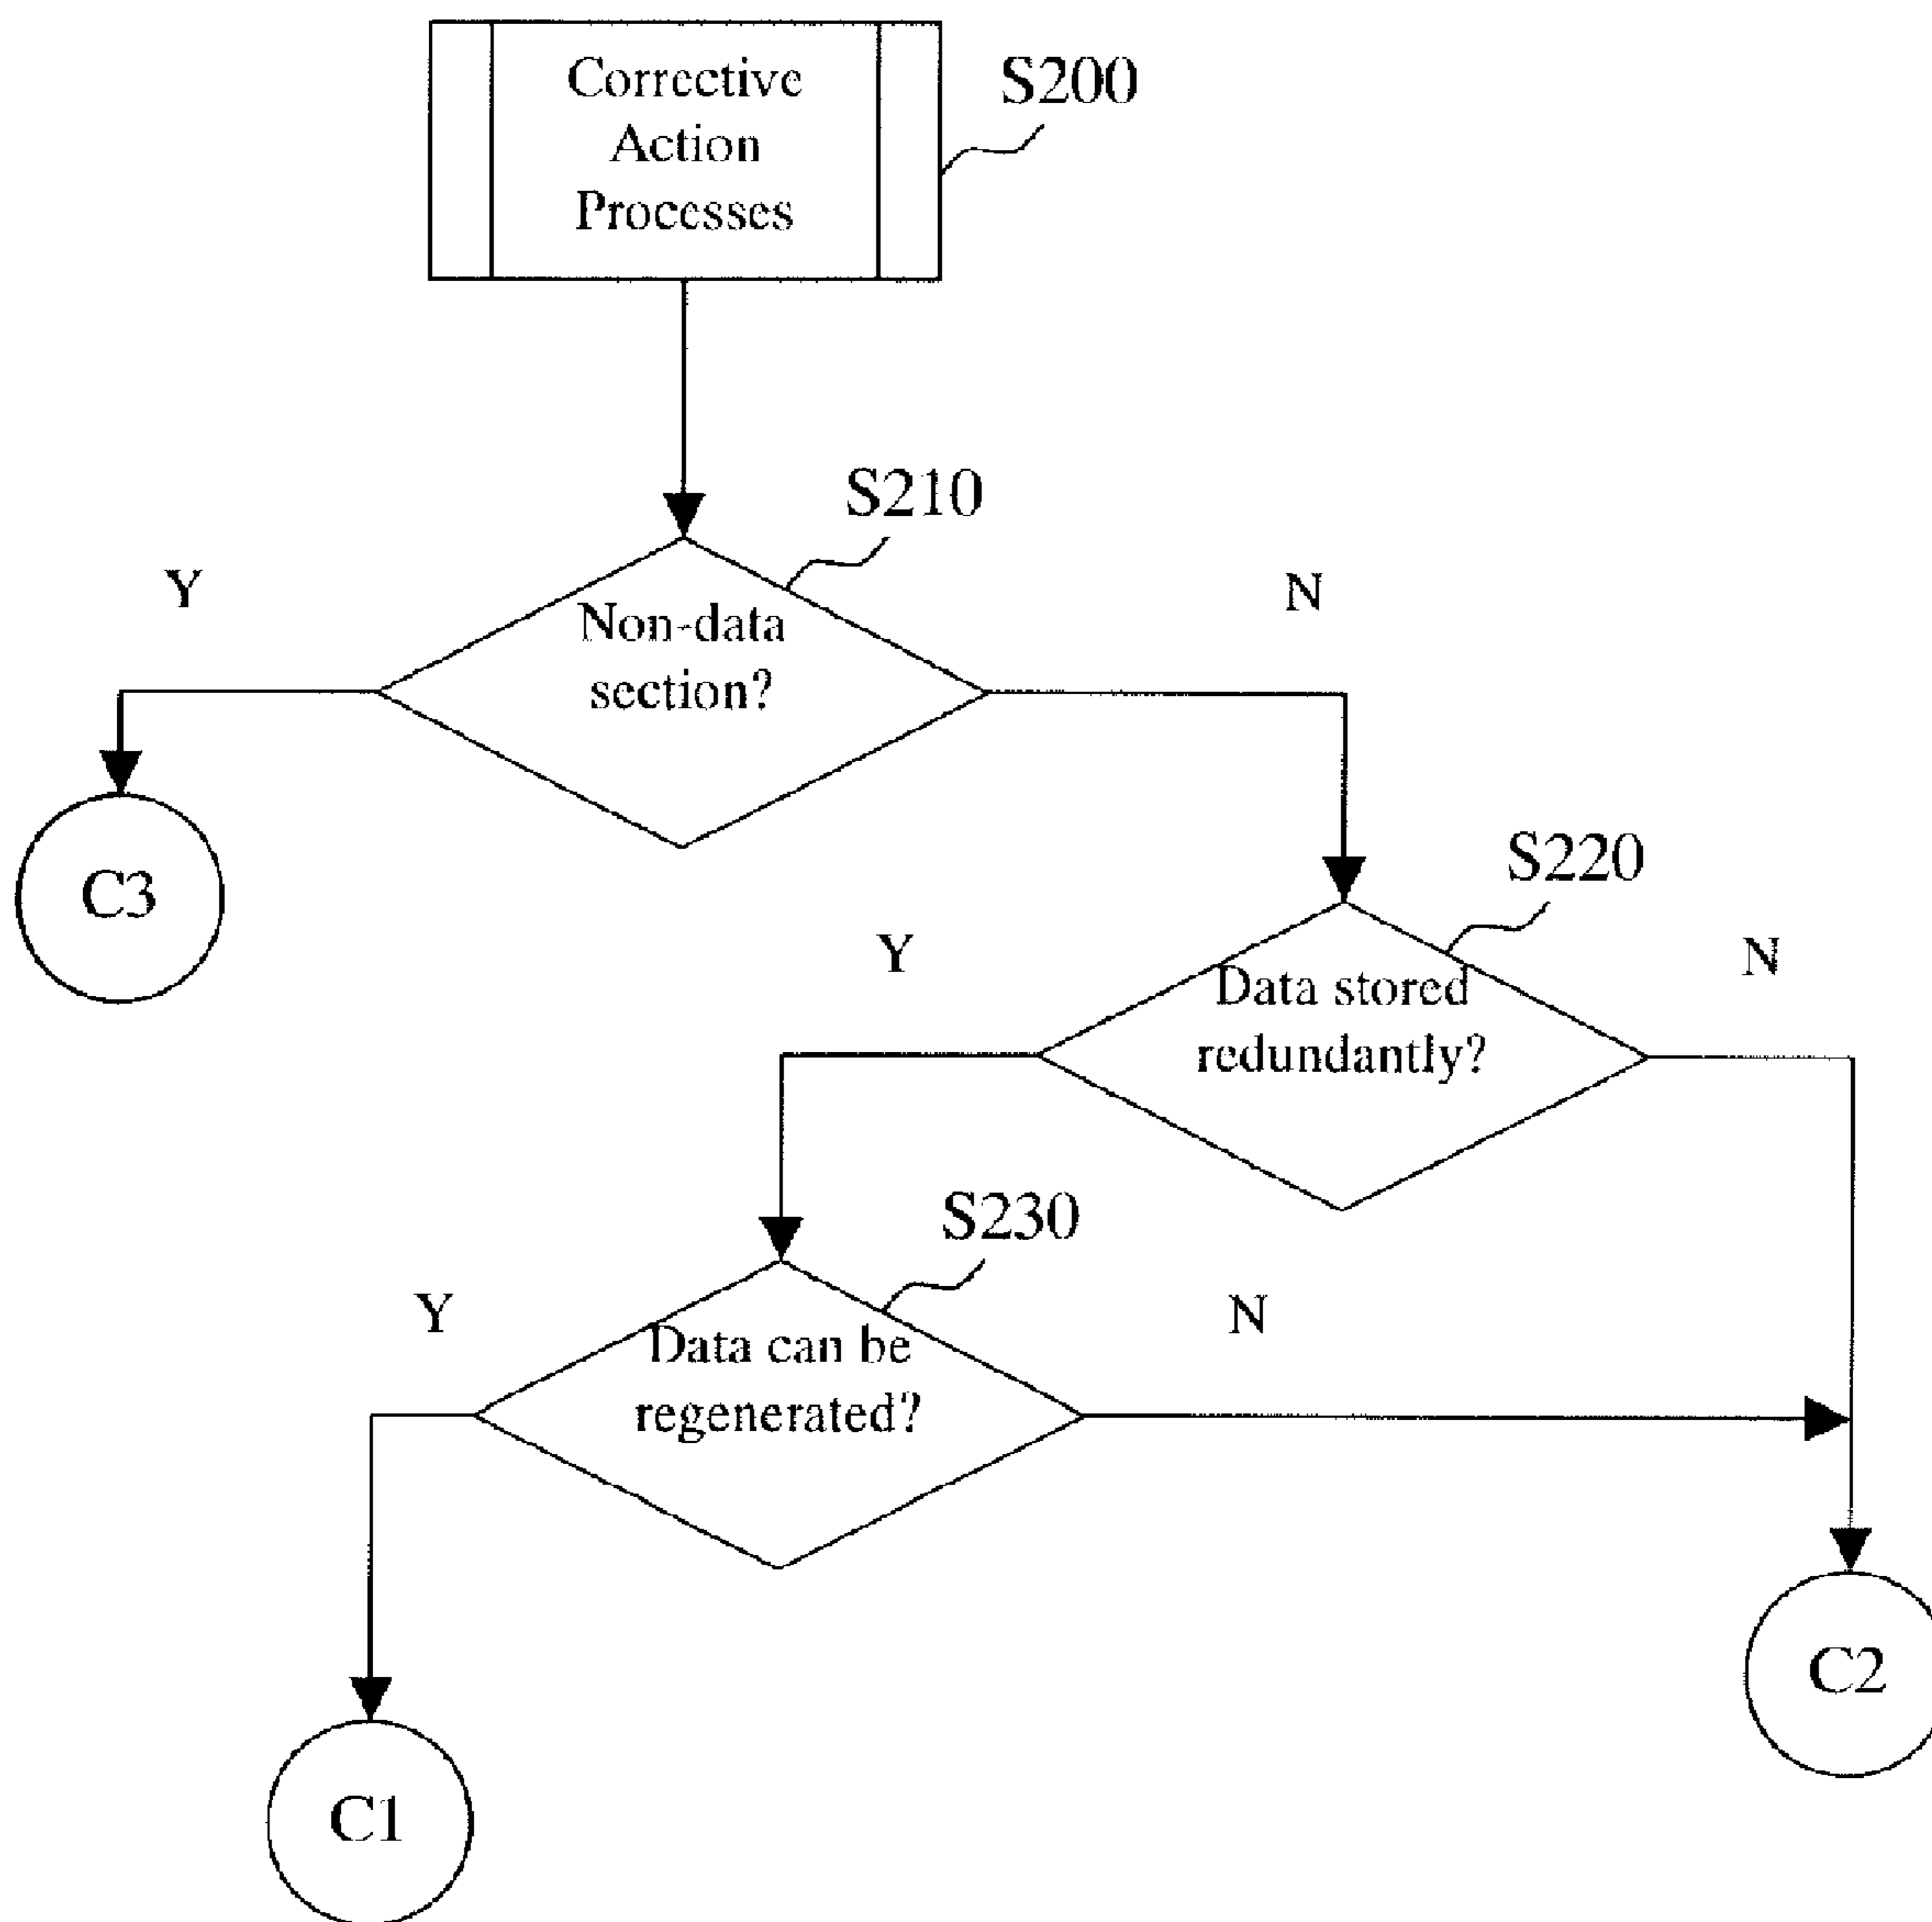 Corrective
Action
Processes
S200
S210
Y
N
Non-data
section?
C3
S220
Y
N
Data stored
redundantly?
S230
Y
N
Data can be
regenerated?
C2
C1